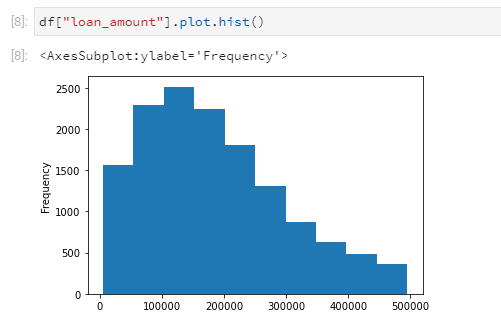 [8]: df["loan_amount"].plot.hist()
[8]: <AxesSubplot:ylabel='Frequency'>
2500
2000
1500
1000
500
0
Frequency
0 100000 200000 300000 400000 500000